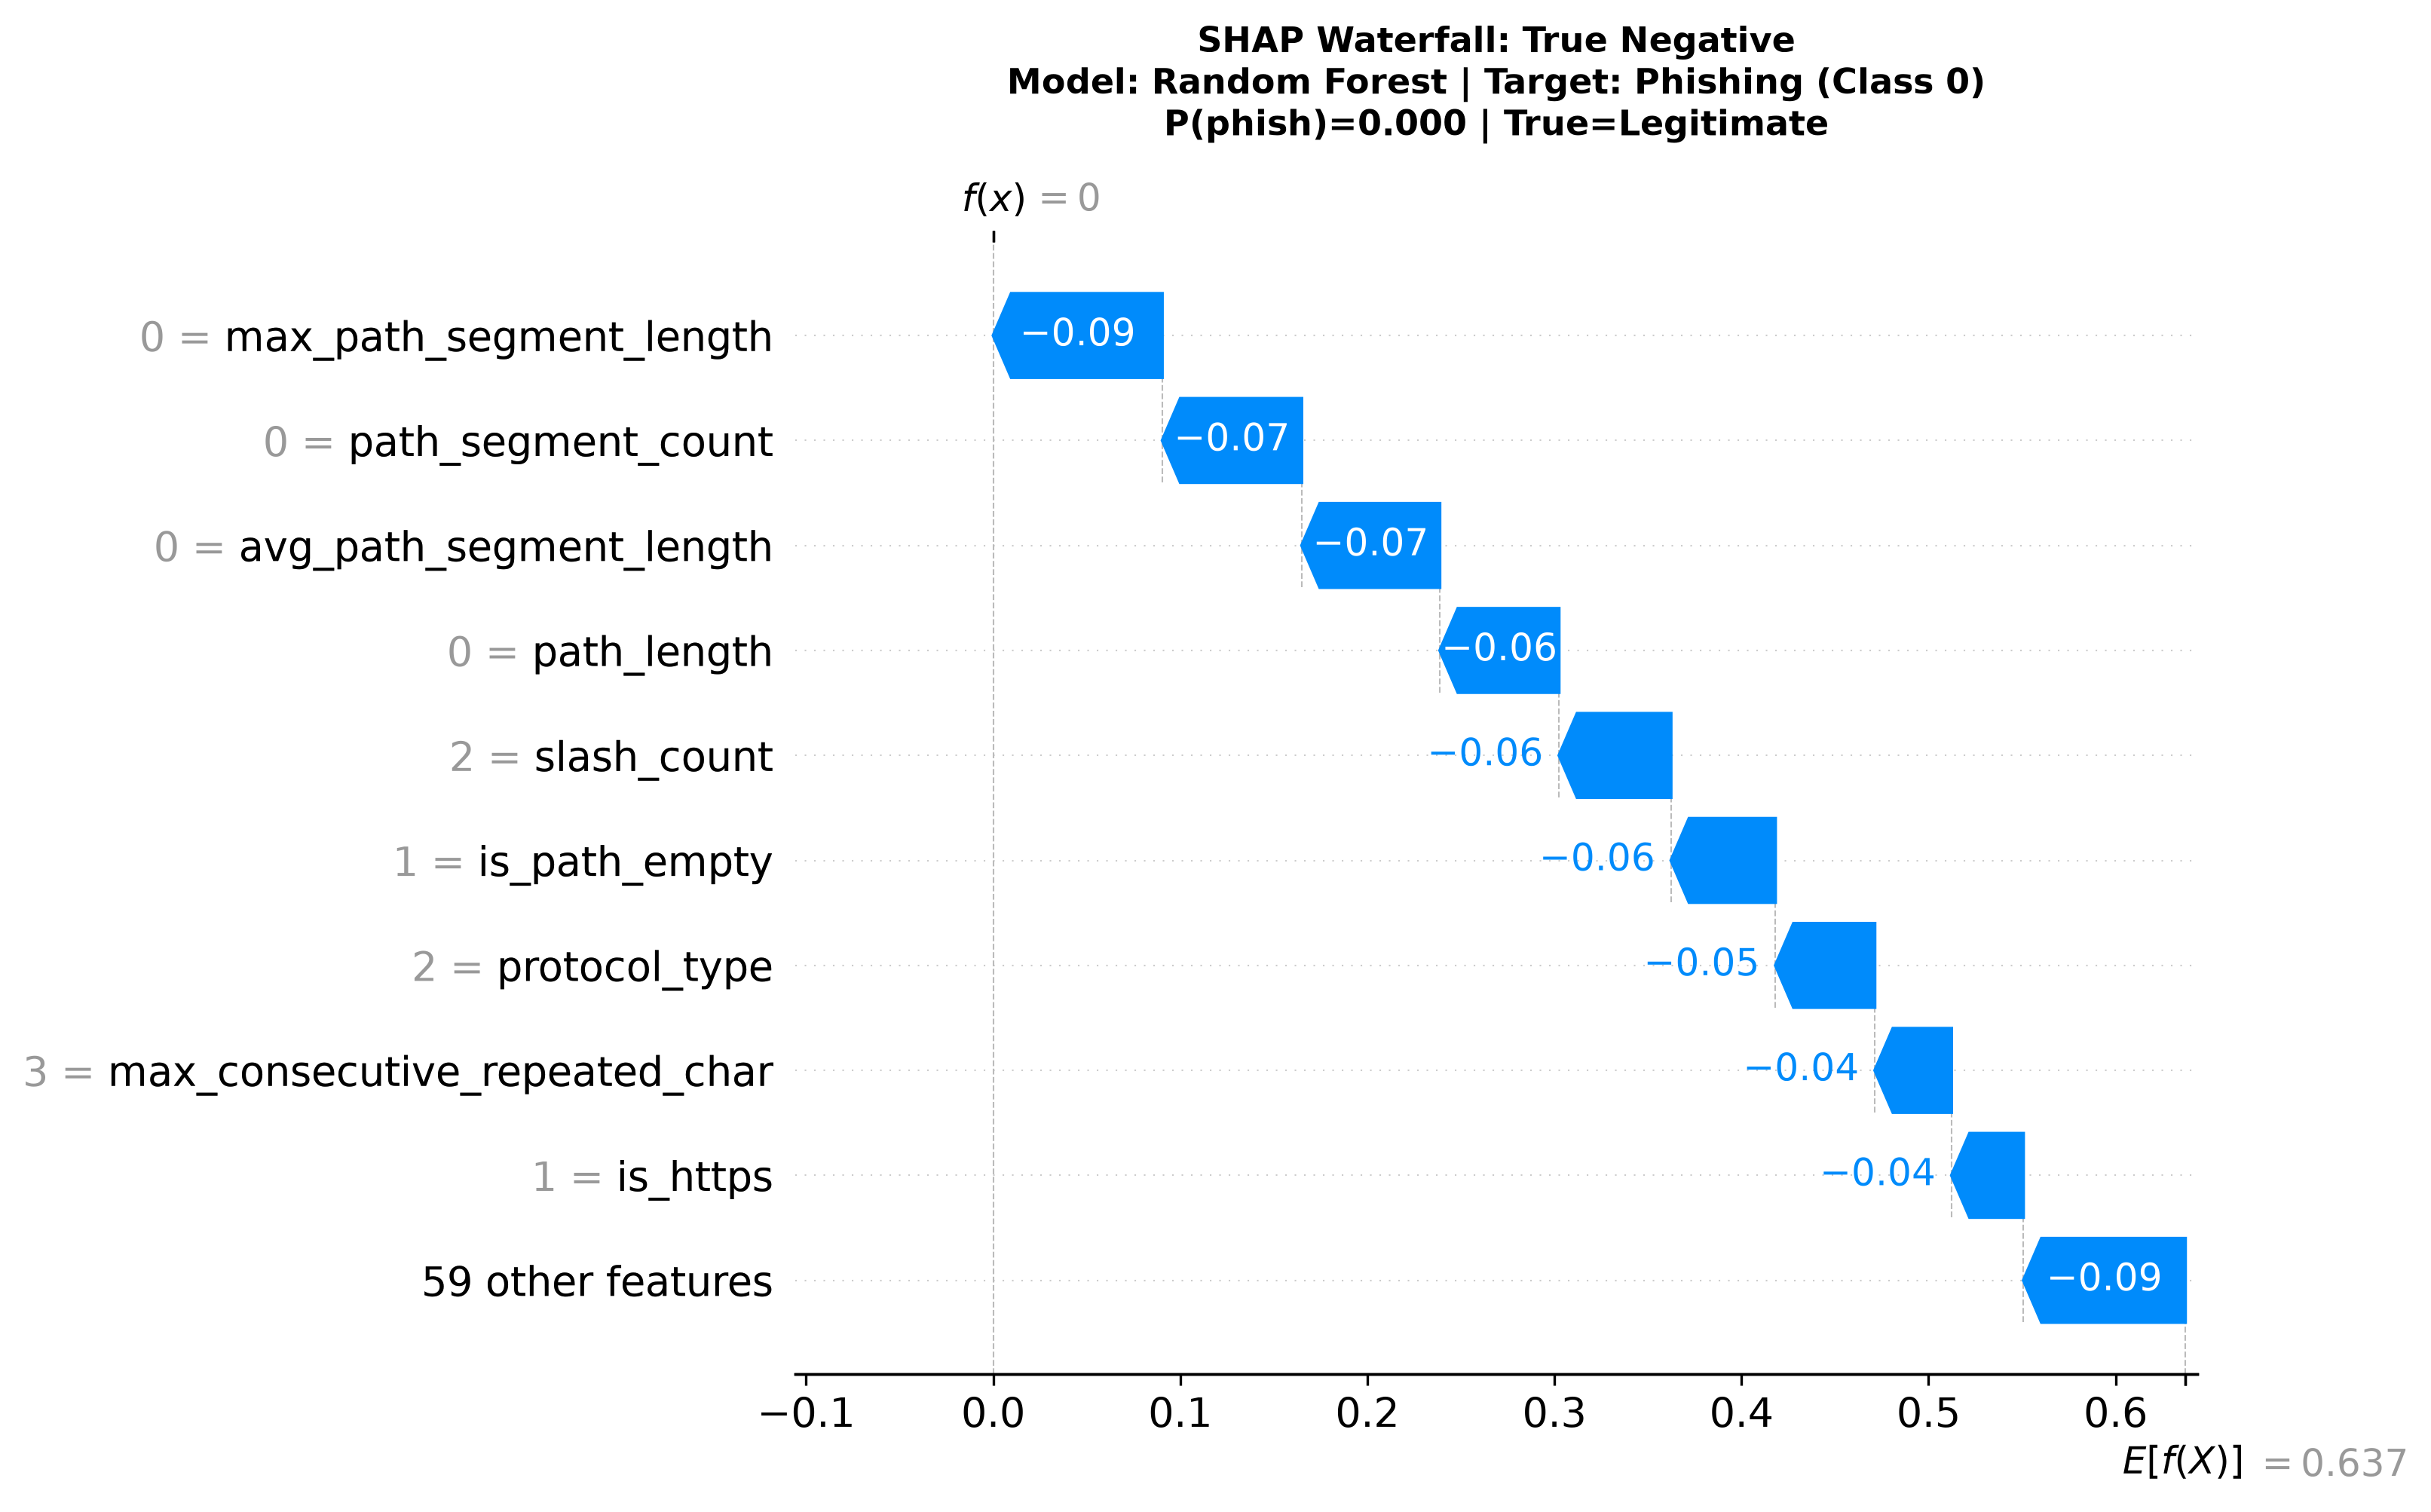 SHAP Waterfall: True Negative
Model: Random Forest | Target: Phishing (Class 0)
P(phish)=0.000 | True=Legitimate
f(x) = 0
0 = max_path_segment_length −0.09
0 = path_segment_count −0.07
0 = avg_path_segment_length −0.07
0 = path_length −0.06
2 = slash_count −0.06
1 = is_path_empty −0.06
2 = protocol_type −0.05
3 = max_consecutive_repeated_char −0.04
1 = is_https −0.04
59 other features −0.09
−0.1 0.0 0.1 0.2 0.3 0.4 0.5 0.6
E[f(X)] = 0.637